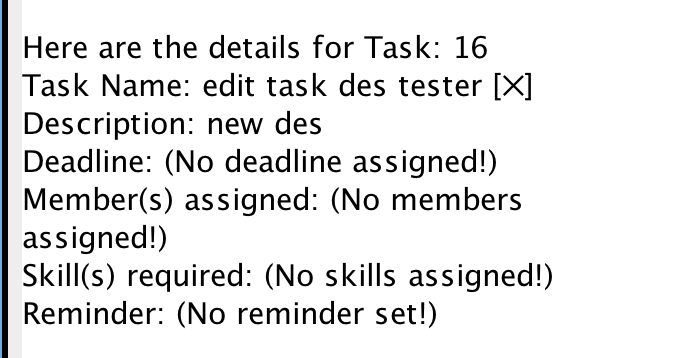 Here are the details for Task: 16
Task Name: edit task des tester [✕]
Description: new des
Deadline: (No deadline assigned!)
Member(s) assigned: (No members
assigned!)
Skill(s) required: (No skills assigned!)
Reminder: (No reminder set!)